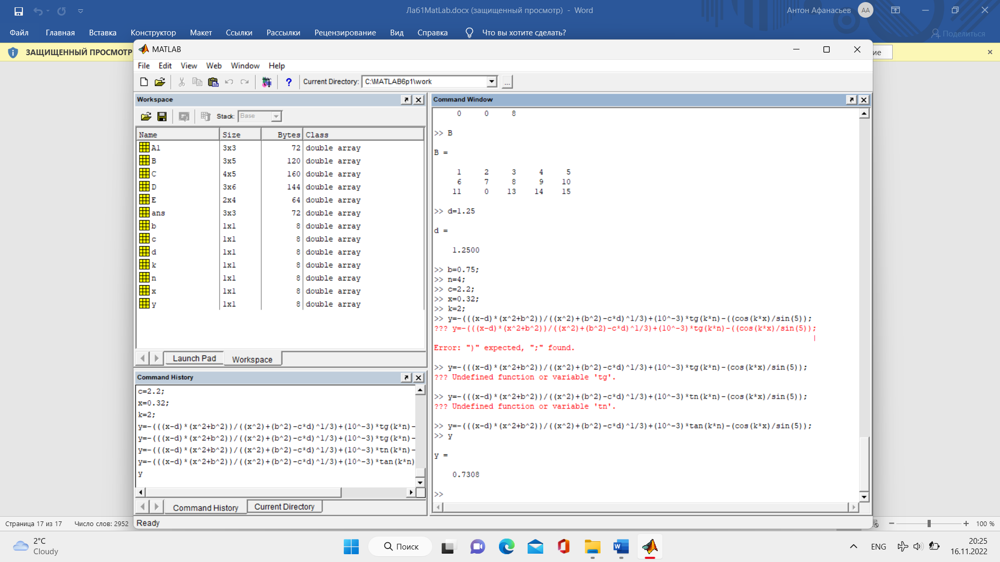 Лаб1MatLab.docx (защищенный просмотр) - Word
Антон Афанасьев
АА
Файл Главная Вставка Конструктор Макет Ссылки Рассылки Рецензирование Вид Справка Что вы хотите сделать?
Поделиться
ЗАЩИЩЕННЫЙ ПРОСМОТР
ие
MATLAB
File Edit View Web Window Help
Current Directory: C:\MATLAB6p1\work
...
Workspace
Stack: Base
Name Size Bytes Class
A1 3x3 72 double array
B 3x5 120 double array
C 4x5 160 double array
D 3x6 144 double array
E 2x4 64 double array
ans 3x3 72 double array
b 1x1 8 double array
c 1x1 8 double array
d 1x1 8 double array
k 1x1 8 double array
n 1x1 8 double array
x 1x1 8 double array
y 1x1 8 double array
Launch Pad Workspace
Command History
c=2.2;
x=0.32;
k=2;
y=-(((x-d)*(x^2+b^2))/((x^2)+(b^2)-c*d)^1/3)+(10^-3)*tg(k*n)-
y=-(((x-d)*(x^2+b^2))/((x^2)+(b^2)-c*d)^1/3)+(10^-3)*tg(k*n)-
y=-(((x-d)*(x^2+b^2))/((x^2)+(b^2)-c*d)^1/3)+(10^-3)*tn(k*n)-
y=-(((x-d)*(x^2+b^2))/((x^2)+(b^2)-c*d)^1/3)+(10^-3)*tan(k*n)
y
Command History Current Directory
Ready
Command Window
0 0 8
>> B
B =
1 2 3 4 5
6 7 8 9 10
11 0 13 14 15
>> d=1.25
d =
1.2500
>> b=0.75;
>> n=4;
>> c=2.2;
>> x=0.32;
>> k=2;
>> y=-(((x-d)*(x^2+b^2))/((x^2)+(b^2)-c*d)^1/3)+(10^-3)*tg(k*n)-((cos(k*x)/sin(5));
??? y=-(((x-d)*(x^2+b^2))/((x^2)+(b^2)-c*d)^1/3)+(10^-3)*tg(k*n)-((cos(k*x)/sin(5));
|
Error: ")" expected, ";" found.
>> y=-(((x-d)*(x^2+b^2))/((x^2)+(b^2)-c*d)^1/3)+(10^-3)*tg(k*n)-(cos(k*x)/sin(5));
??? Undefined function or variable 'tg'.
>> y=-(((x-d)*(x^2+b^2))/((x^2)+(b^2)-c*d)^1/3)+(10^-3)*tn(k*n)-(cos(k*x)/sin(5));
??? Undefined function or variable 'tn'.
>> y=-(((x-d)*(x^2+b^2))/((x^2)+(b^2)-c*d)^1/3)+(10^-3)*tan(k*n)-(cos(k*x)/sin(5));
>> y
y =
0.7308
>>
Страница 17 из 17 Число слов: 2952
100 %
2°C
Cloudy
Поиск
ENG
20:25
16.11.2022